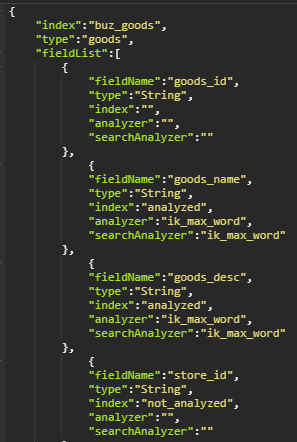 {
"index":"buz_goods",
"type":"goods",
"fieldList":[
{
"fieldName":"goods_id",
"type":"String",
"index":"",
"analyzer":"",
"searchAnalyzer":""
},
{
"fieldName":"goods_name",
"type":"String",
"index":"analyzed",
"analyzer":"ik_max_word",
"searchAnalyzer":"ik_max_word"
},
{
"fieldName":"goods_desc",
"type":"String",
"index":"analyzed",
"analyzer":"ik_max_word",
"searchAnalyzer":"ik_max_word"
},
{
"fieldName":"store_id",
"type":"String",
"index":"not_analyzed",
"analyzer":"",
"searchAnalyzer":""